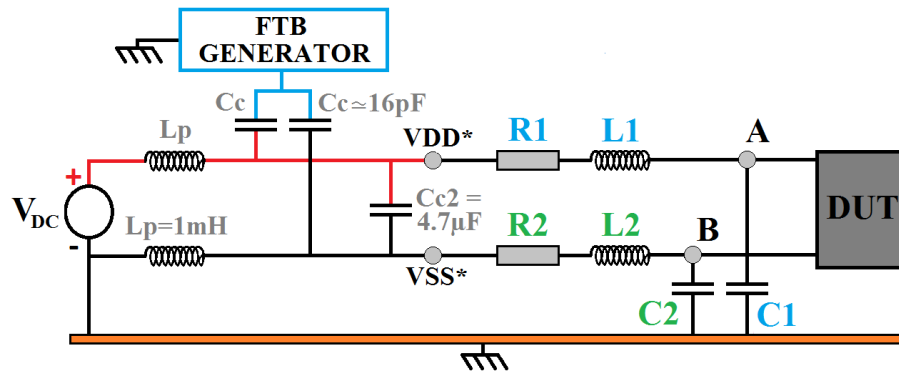 FTB
GENERATOR
Cc
Cc≃16pF
Lp
VDD*
R1
L1
A
+
VDC
-
Lp=1mH
Cc2 =
4.7µF
R2
L2
B
DUT
VSS*
C2
C1